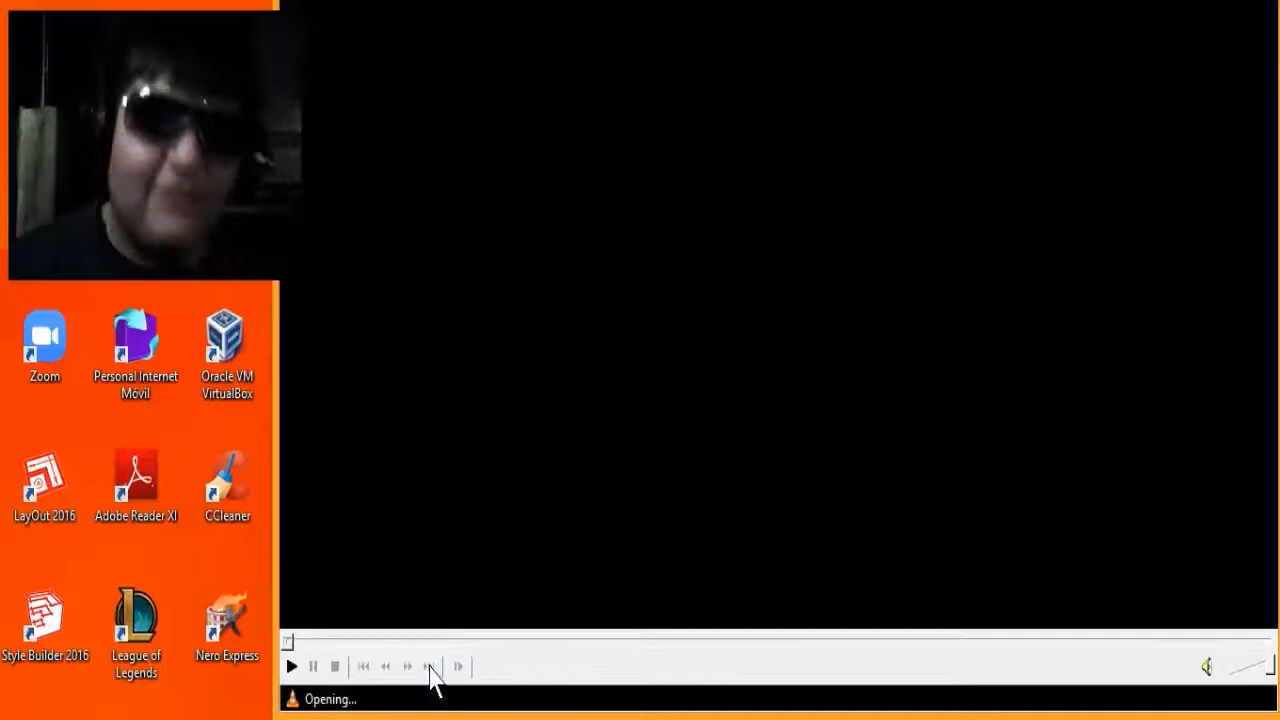 Zoom
Personal Internet
Móvil
Oracle VM
VirtualBox
LayOut 2016
Adobe Reader XI
CCleaner
Style Builder 2016
League of
Legends
Nero Express
Opening...